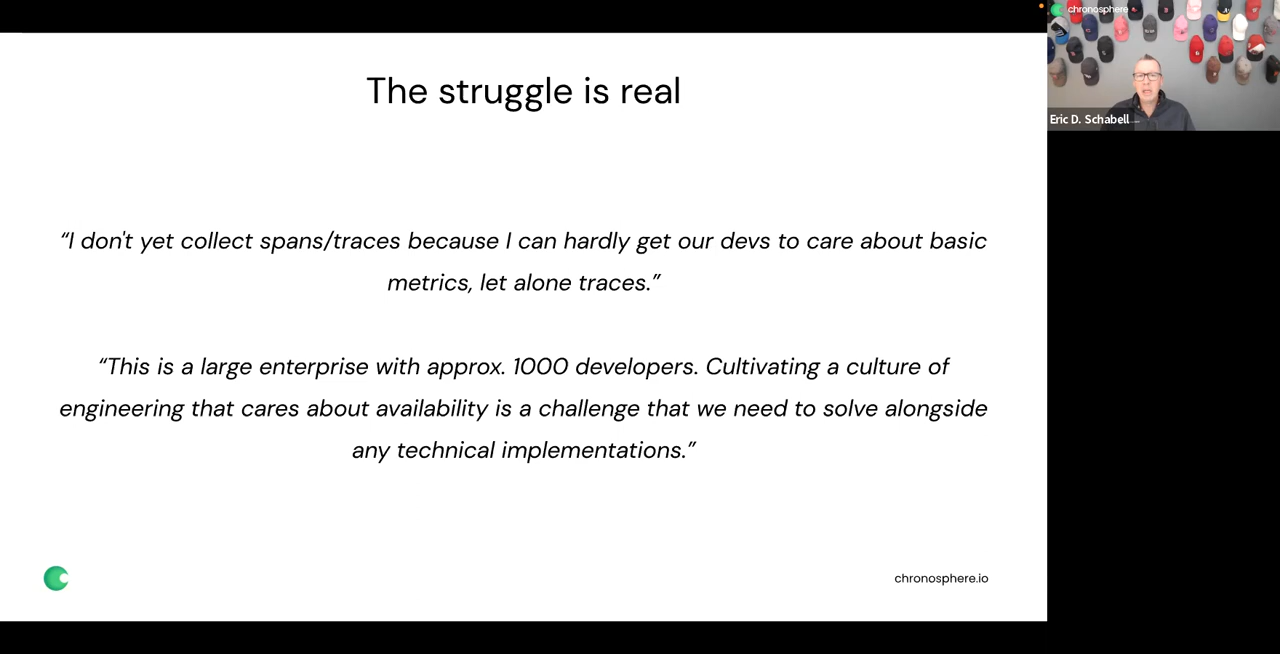 The struggle is real
“I don't yet collect spans/traces because I can hardly get our devs to care about basic
metrics, let alone traces.”
“This is a large enterprise with approx. 1000 developers. Cultivating a culture of
engineering that cares about availability is a challenge that we need to solve alongside
any technical implementations.”
chronosphere.io
chronosphere
Eric D. Schabell